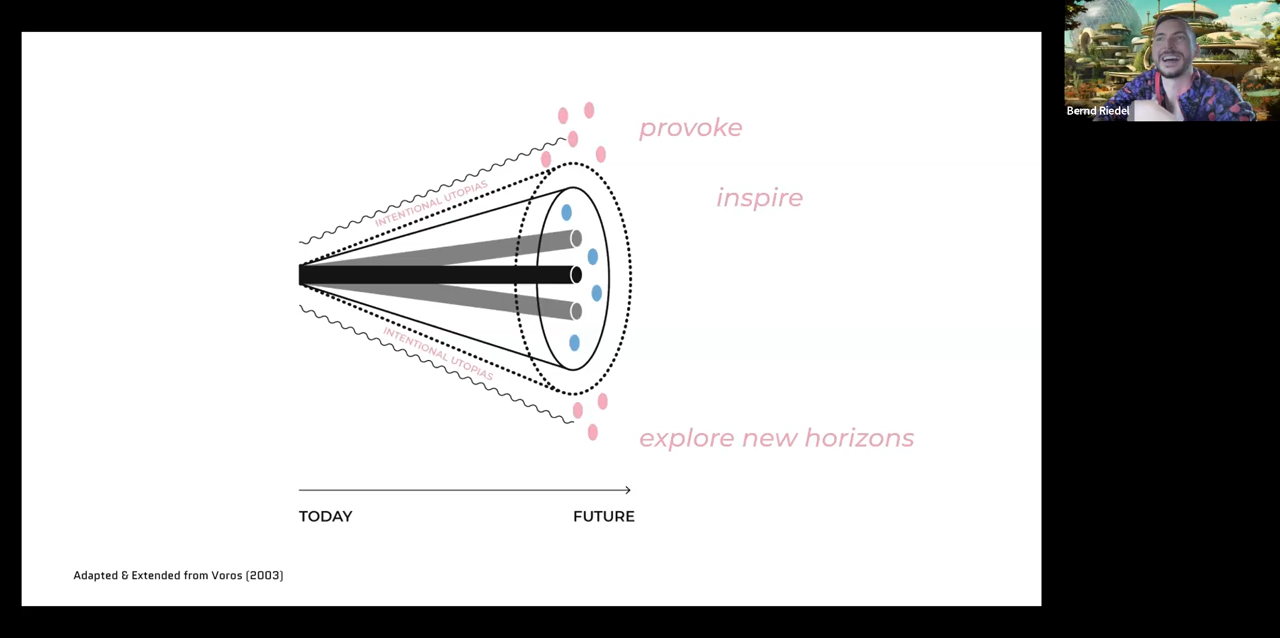 provoke
inspire
INTENTIONAL UTOPIAS
INTENTIONAL UTOPIAS
explore new horizons
TODAY
FUTURE
Adapted & Extended from Voros (2003)
Bernd Riedel